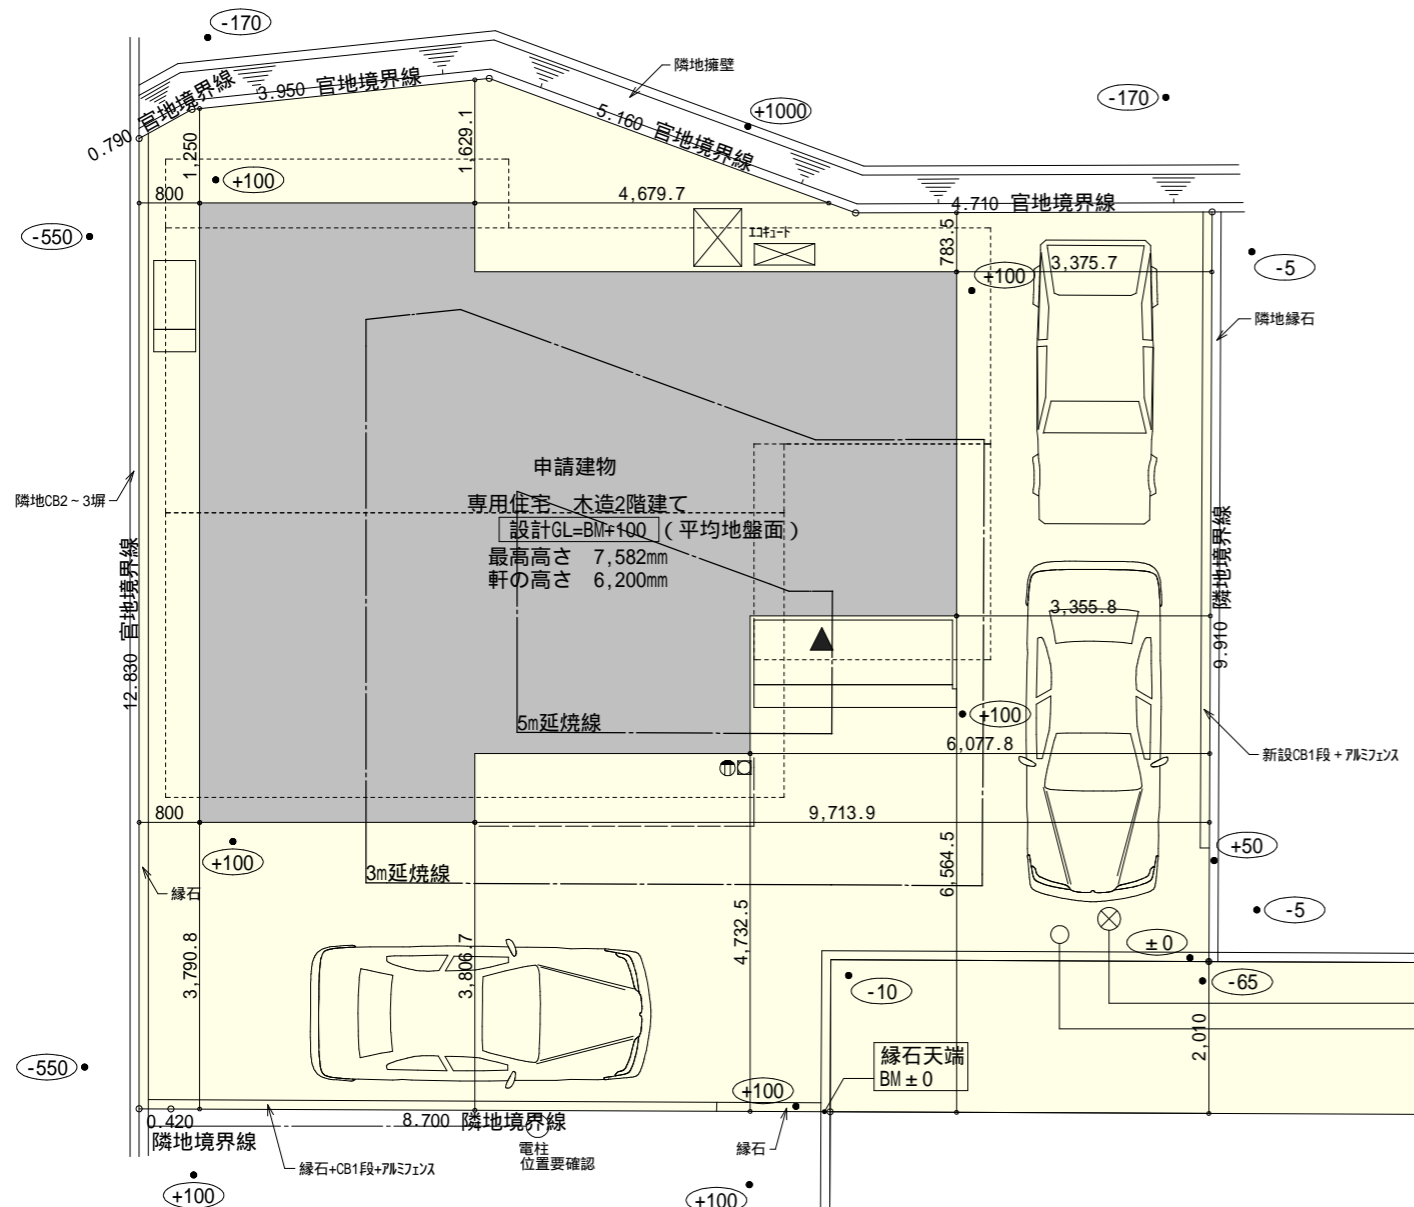 -170
隣地擁壁
0.790 官地境界線
3.950 官地境界線
5.160 官地境界線
+1000
-170
1,250
1,629.1
+100
800
4,679.7
4.710 官地境界線
-550
エコキュート
783.5
+100
3,375.7
-5
隣地縁石
申請建物
専用住宅 木造2階建て
設計GL=BM+100 (平均地盤面)
最高高さ 7,582mm
軒の高さ 6,200mm
隣地CB2~3塀
12.830 官地境界線
3,355.8
9.910 隣地境界線
5m延焼線
+100
6,077.8
新設CB1段+アルミフェンス
800
9,713.9
+100
+50
3m延焼線
縁石
6,564.5
4,732.5
-5
3,790.8
3,806.7
±0
-10
-65
2,010
縁石天端
BM±0
-550
+100
0.420
隣地境界線
8.700 隣地境界線
電柱
位置要確認
縁石
縁石+CB1段+アルミフェンス
+100
+100